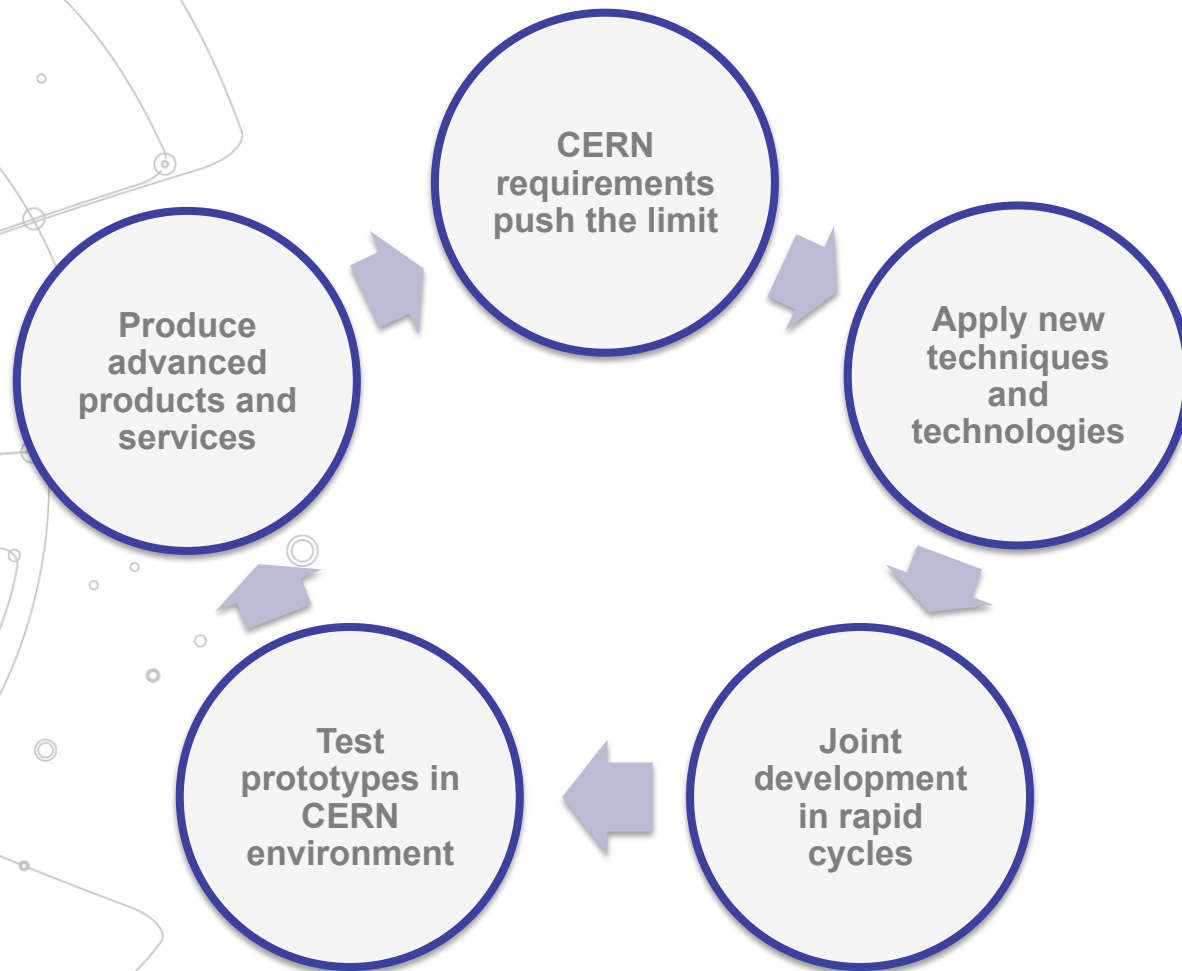 CERN
requirements
push the limit
Apply new
techniques
and
technologies
Joint
development
in rapid
cycles
Test
prototypes in
CERN
environment
Produce
advanced
products and
services